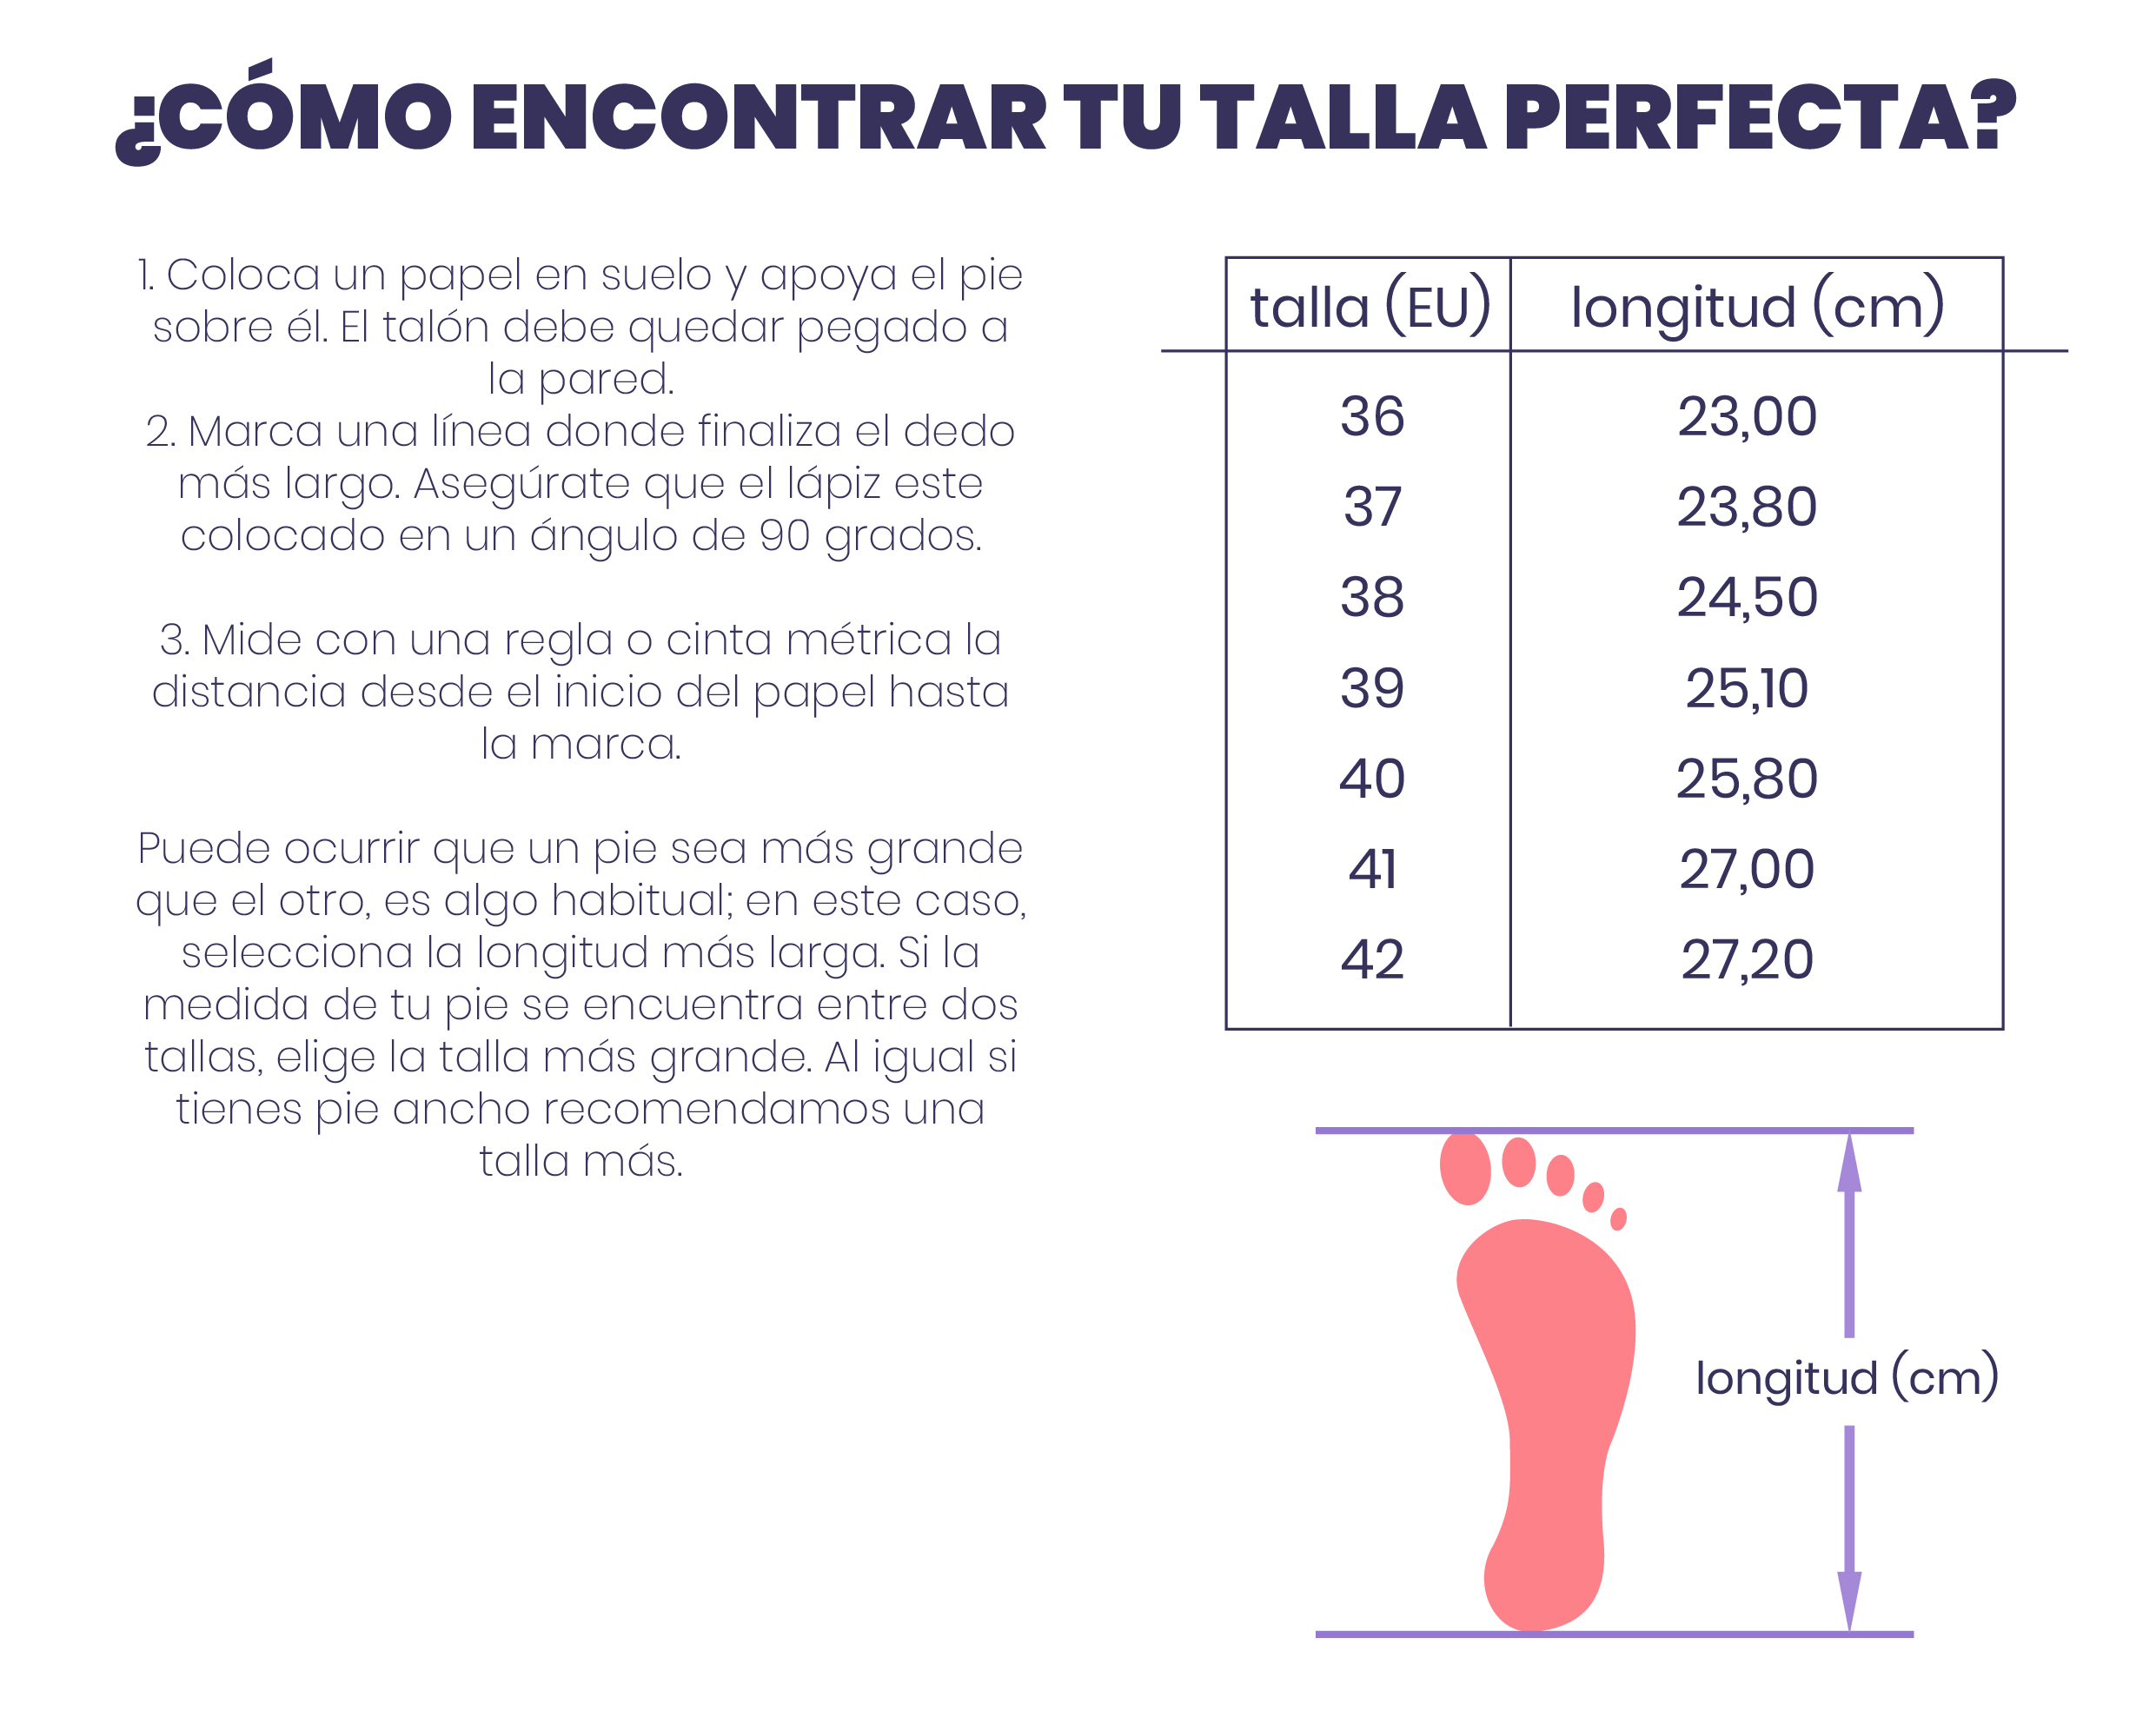 ¿CÓMO ENCONTRAR TU TALLA PERFECTA?
1. Coloca un papel en suelo y apoya el pie
sobre él. El talón debe quedar pegado a
la pared.
2. Marca una línea donde finaliza el dedo
más largo. Asegúrate que el lápiz este
colocado en un ángulo de 90 grados.
3. Mide con una regla o cinta métrica la
distancia desde el inicio del papel hasta
la marca.
Puede ocurrir que un pie sea más grande
que el otro, es algo habitual; en este caso,
selecciona la longitud más larga. Si la
medida de tu pie se encuentra entre dos
tallas, elige la talla más grande. Al igual si
tienes pie ancho recomendamos una
talla más.
talla (EU) longitud (cm)
36 23,00
37 23,80
38 24,50
39 25,10
40 25,80
41 27,00
42 27,20
longitud (cm)